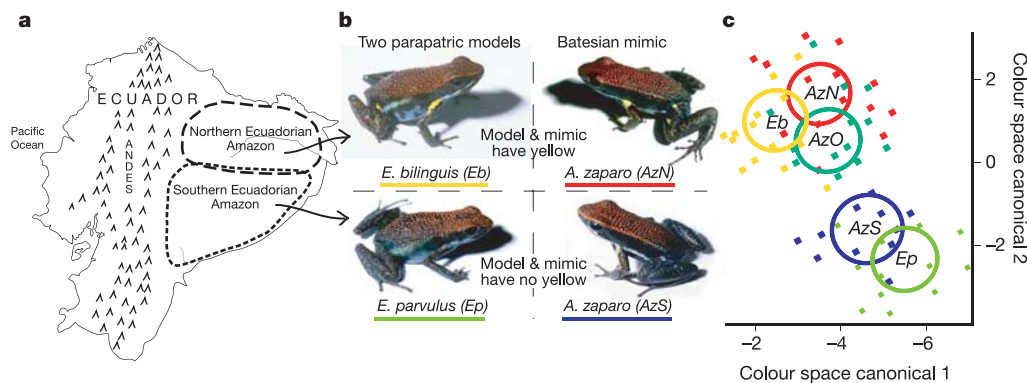 a
ECUADOR
Pacific
Ocean
ANDES
Northern Ecuadorian
Amazon
Southern Ecuadorian
Amazon
b
Two parapatric models
Batesian mimic
Model & mimic
have yellow
E. bilinguis (Eb)
A. zaparo (AzN)
Model & mimic
have no yellow
E. parvulus (Ep)
A. zaparo (AzS)
c
AzN
Eb
AzO
AzS
Ep
2
0
−2
Colour space canonical 2
−2
−4
−6
Colour space canonical 1